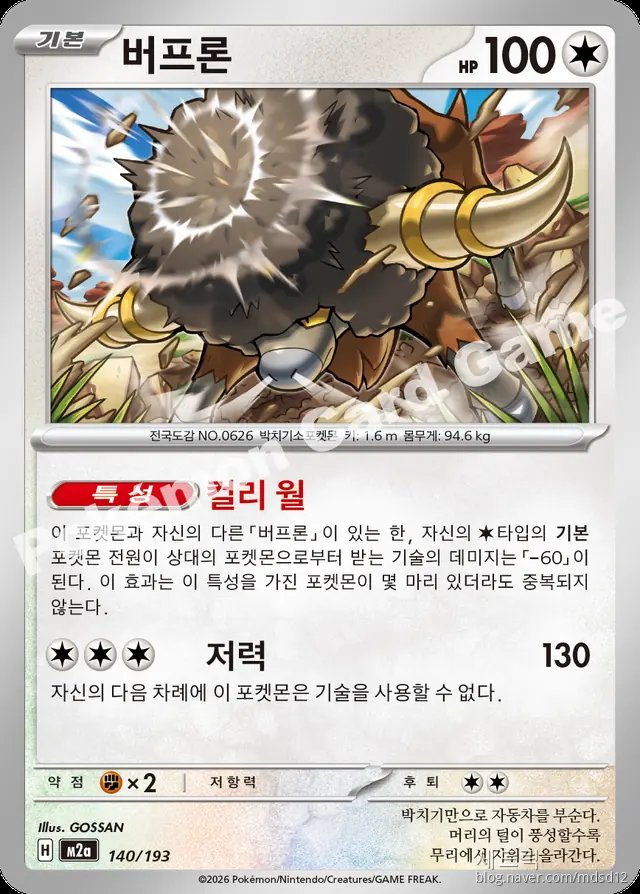 기본 버프론 HP 100
전국도감 NO.0626 박치기소포켓몬 키: 1.6 m 몸무게: 94.6 kg
특성 컬리 월
이 포켓몬과 자신의 다른 「버프론」이 있는 한, 자신의 타입의 기본
포켓몬 전원이 상대의 포켓몬으로부터 받는 기술의 데미지는 「-60」이
된다. 이 효과는 이 특성을 가진 포켓몬이 몇 마리 있더라도 중복되지
않는다.
저력 130
자신의 다음 차례에 이 포켓몬은 기술을 사용할 수 없다.
약점 ×2 저항력 후퇴
Illus. GOSSAN
H M2a 140/193
박치기만으로 자동차를 부순다.
머리의 털이 풍성할수록
무리에서 지위가 올라간다.
©2026 Pokémon/Nintendo/Creatures/GAME FREAK.
Pokémon Card Game
blog.naver.com/mdsd12